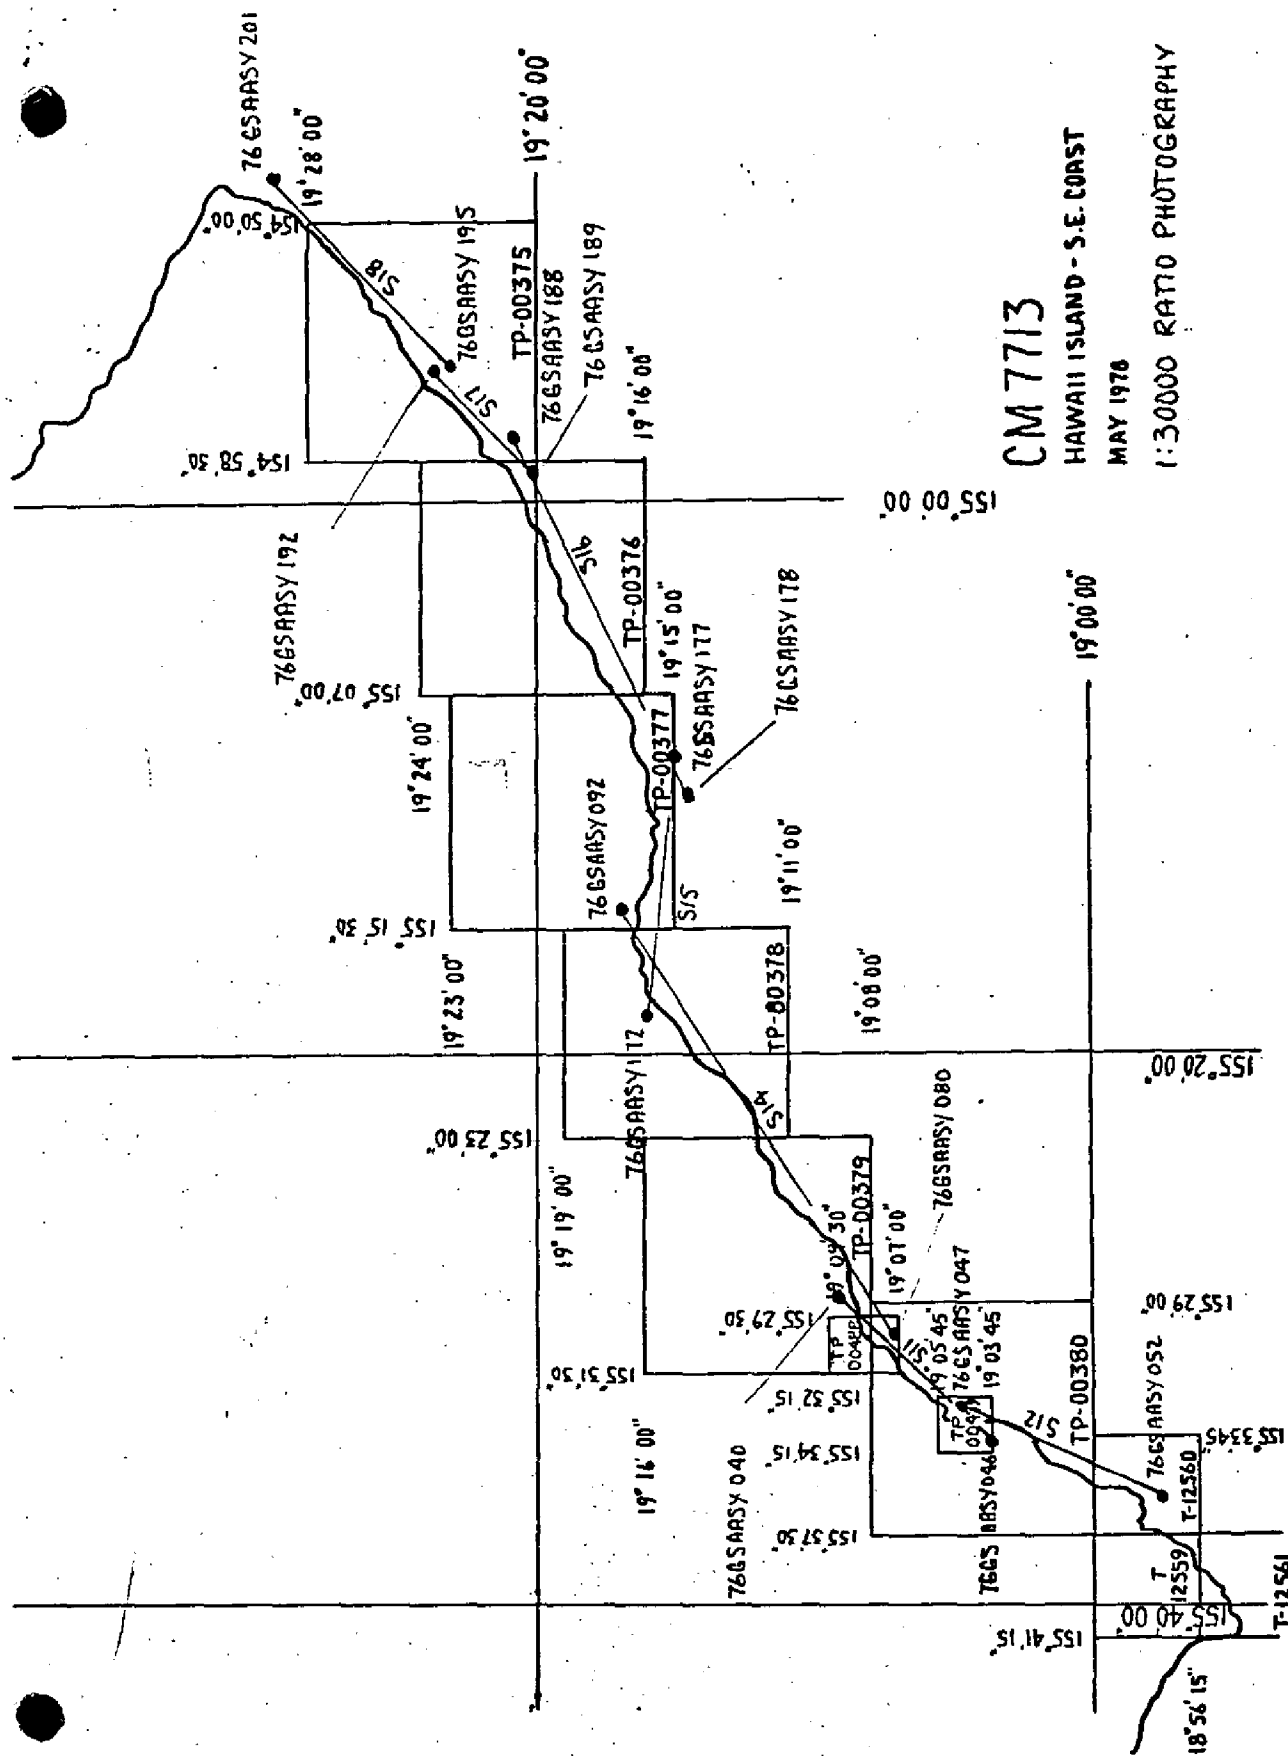 CM 7713
HAWAII ISLAND - S.E. COAST
MAY 1978
1:30000 RATIO PHOTOGRAPHY
76GSAASY 201
19° 28' 00"
154° 50' 00"
S18
76GSAASY 195
TP-00375
19° 20' 00"
76GSAASY 188
76GSAASY 189
S17
19° 16' 00"
154° 58' 30"
155° 00' 00"
76GSAASY 192
S16
TP-00376
19° 15' 00"
76GSAASY 177
76GSAASY 178
155° 07' 00"
19° 24' 00"
TP-00377
76GSAASY 092
19° 00' 00"
S15
19° 11' 00"
155° 15' 30"
19° 23' 00"
TP-00378
19° 08' 00"
76GSAASY 172
155° 20' 00"
S14
155° 23' 00"
76GSAASY 080
19° 19' 00"
TP-00379
19° 09' 30"
19° 07' 00"
155° 29' 30"
155° 29' 00"
TP
S11
19° 05' 45"
76GSAASY 047
19° 03' 45"
155° 31' 30"
155° 32' 15"
TP
S12
TP-00380
76GSAASY 052
155° 33 45"
155° 34' 15"
19° 16' 00"
76GSAASY 040
76GS AASY 046
T-12560
155° 37' 30"
T
12559
155° 40' 00"
T-12561
155° 41' 15"
18° 56' 15"